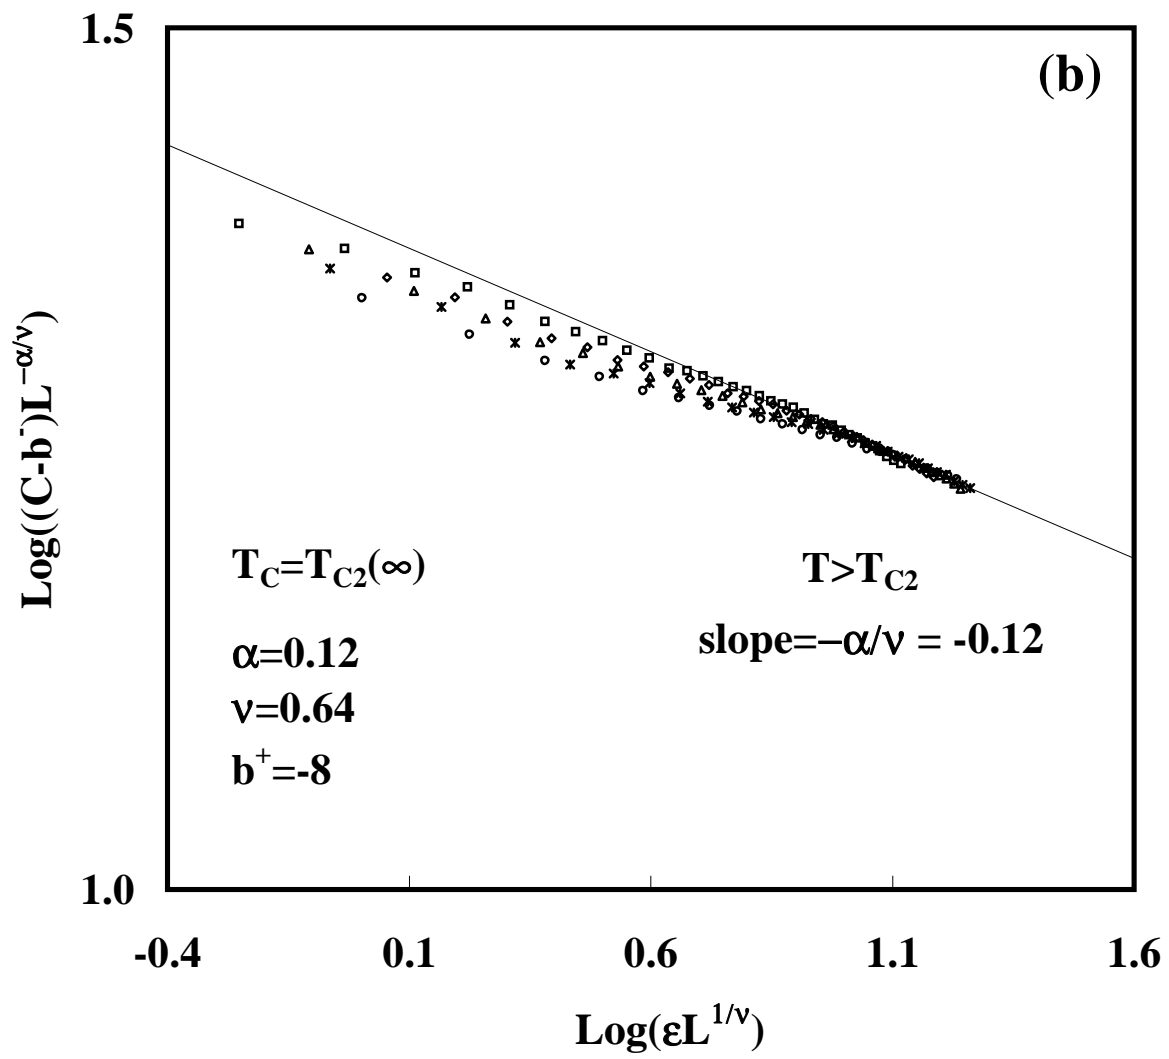 1.5
(b)
Log((C-b⁻)L^−α/ν)
T_C=T_C2(∞)
T>T_C2
slope=−α/ν = -0.12
α=0.12
ν=0.64
b⁺=-8
1.0
-0.4 0.1 0.6 1.1 1.6
Log(εL^1/ν)